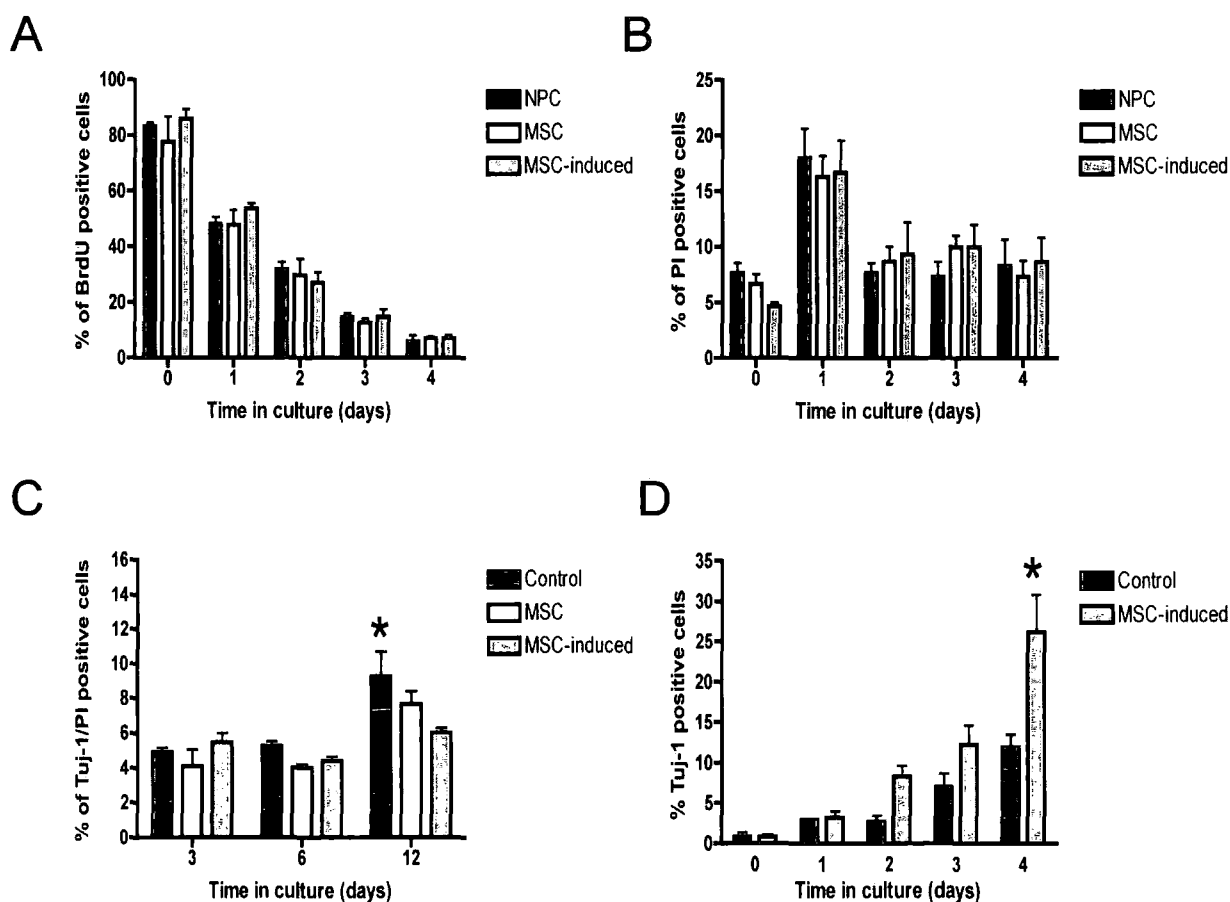 A
% of BrdU positive cells
100
80
60
40
20
0
0 1 2 3 4
Time in culture (days)
NPC
MSC
MSC-induced
B
% of PI positive cells
25
20
15
10
5
0
0 1 2 3 4
Time in culture (days)
NPC
MSC
MSC-induced
C
% of Tuj-1/PI positive cells
16
14
12
10
8
6
4
2
0
*
3 6 12
Time in culture (days)
Control
MSC
MSC-induced
D
% Tuj-1 positive cells
35
30
25
20
15
10
5
0
*
0 1 2 3 4
Time in culture (days)
Control
MSC-induced